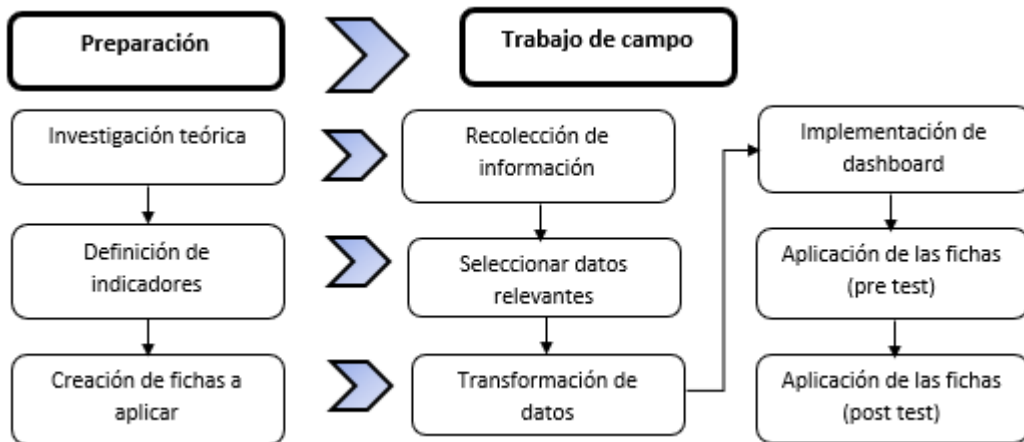 Preparación
Trabajo de campo
Investigación teórica
Definición de
indicadores
Creación de fichas a
aplicar
Recolección de
información
Seleccionar datos
relevantes
Transformación de
datos
Implementación de
dashboard
Aplicación de las fichas
(pre test)
Aplicación de las fichas
(post test)